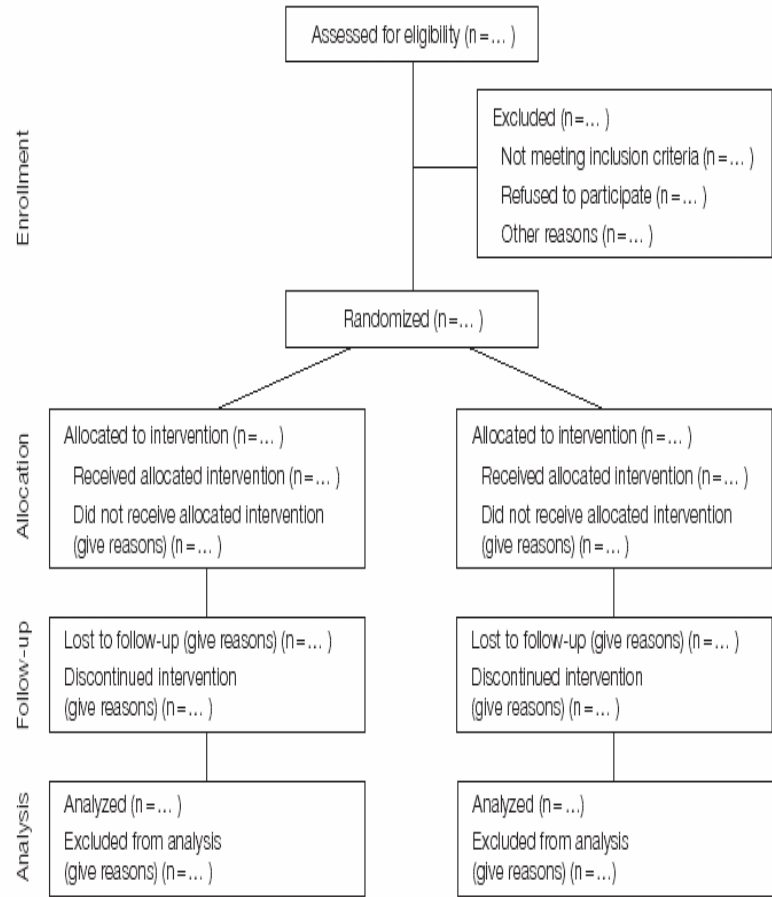 Assessed for eligibility (n=... )
Enrollment
Excluded (n=... )
Not meeting inclusion criteria (n=... )
Refused to participate (n=... )
Other reasons (n=... )
Randomized (n=... )
Allocation
Allocated to intervention (n=... )
Received allocated intervention (n=... )
Did not receive allocated intervention
(give reasons) (n=... )
Allocated to intervention (n=... )
Received allocated intervention (n=... )
Did not receive allocated intervention
(give reasons) (n=... )
Follow-up
Lost to follow-up (give reasons) (n=... )
Discontinued intervention
(give reasons) (n=... )
Lost to follow-up (give reasons) (n=... )
Discontinued intervention
(give reasons) (n=... )
Analysis
Analyzed (n=... )
Excluded from analysis
(give reasons) (n=... )
Analyzed (n=...)
Excluded from analysis
(give reasons) (n=...)